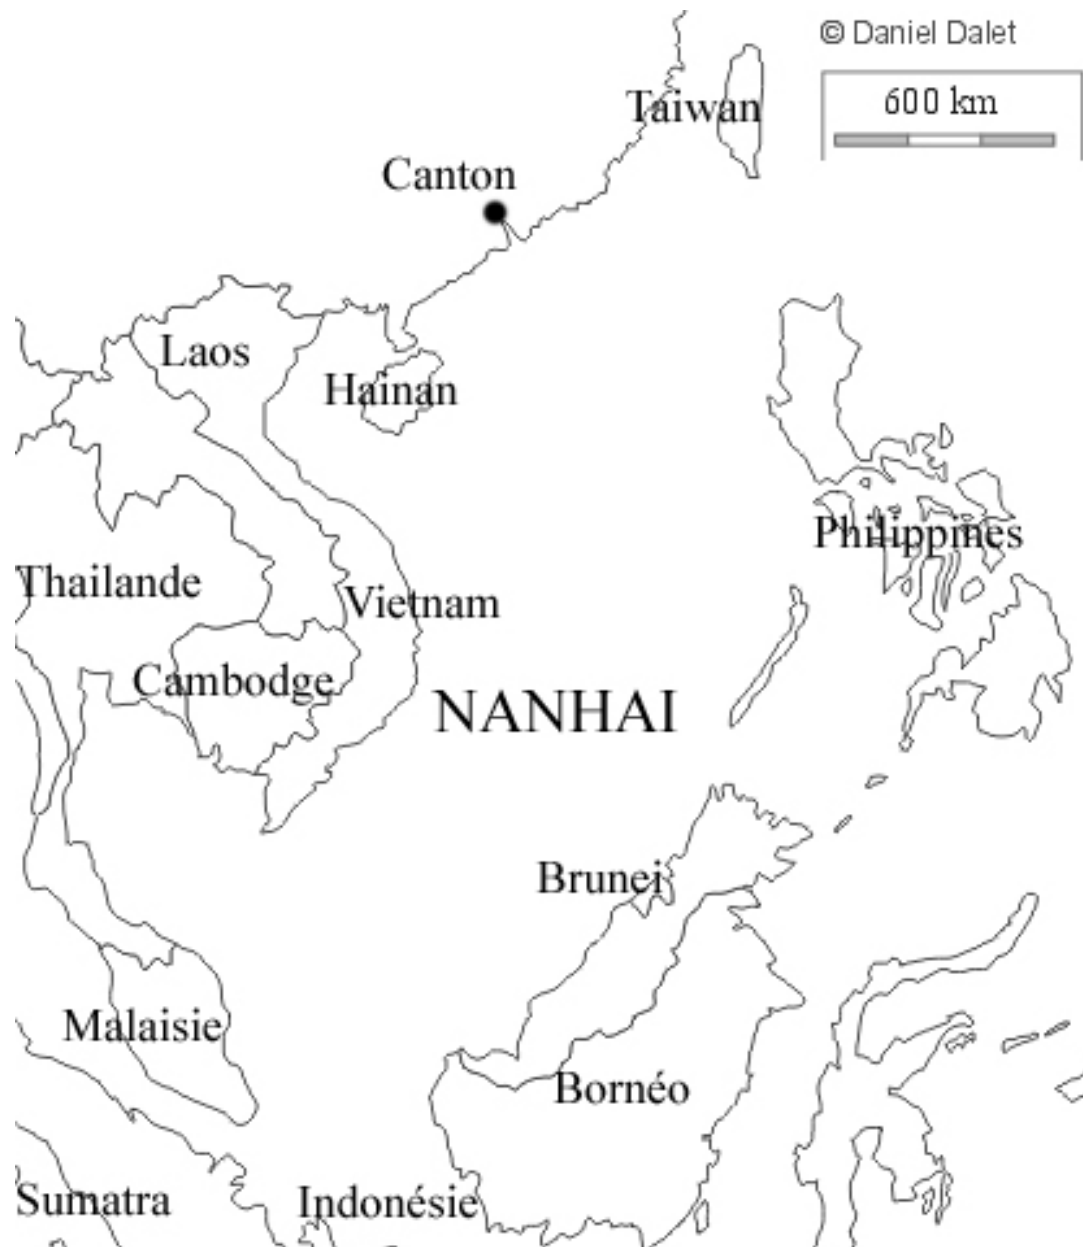 © Daniel Dalet
600 km
Taiwan
Canton
Laos
Hainan
Philippines
Thailande
Vietnam
Cambodge
NANHAI
Brunei
Malaisie
Bornéo
Sumatra
Indonésie